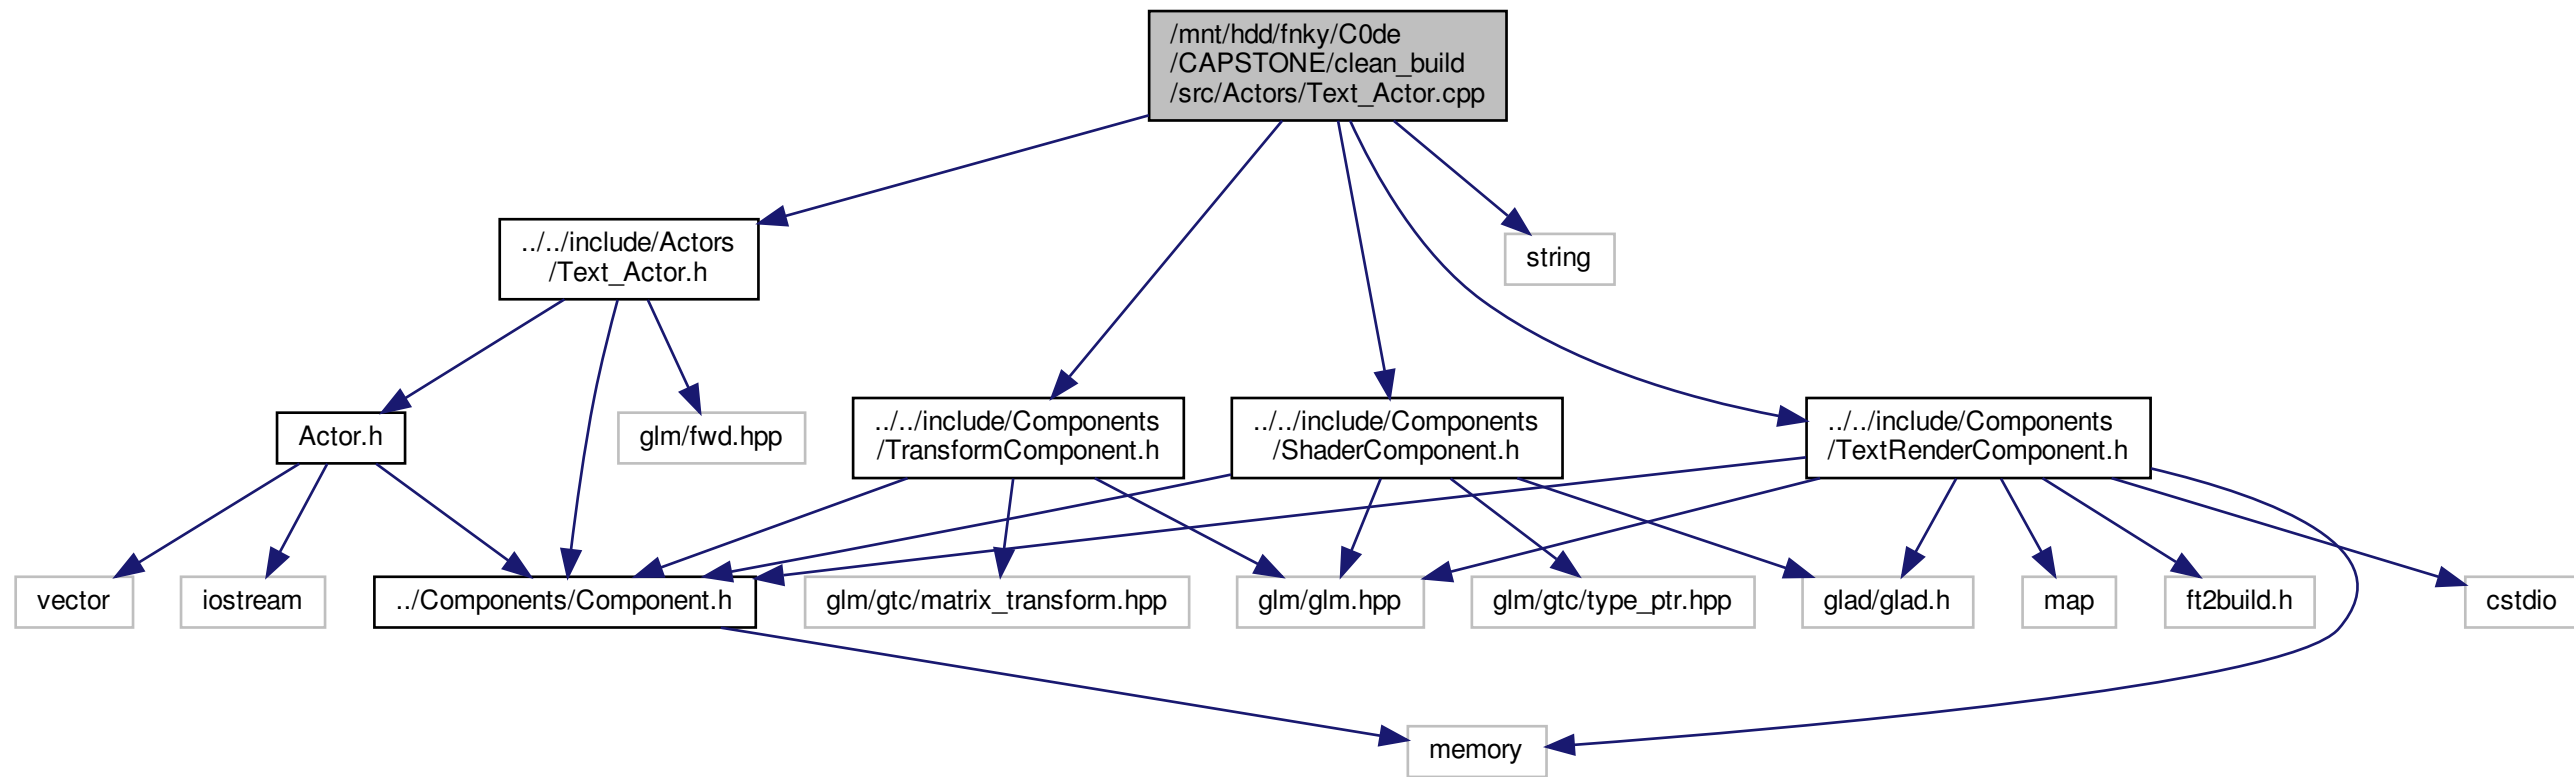 /mnt/hdd/fnky/C0de
/CAPSTONE/clean_build
/src/Actors/Text_Actor.cpp
../../include/Actors
/Text_Actor.h
string
Actor.h
glm/fwd.hpp
../../include/Components
/TransformComponent.h
../../include/Components
/ShaderComponent.h
../../include/Components
/TextRenderComponent.h
vector
iostream
../Components/Component.h
glm/gtc/matrix_transform.hpp
glm/glm.hpp
glm/gtc/type_ptr.hpp
glad/glad.h
map
ft2build.h
cstdio
memory